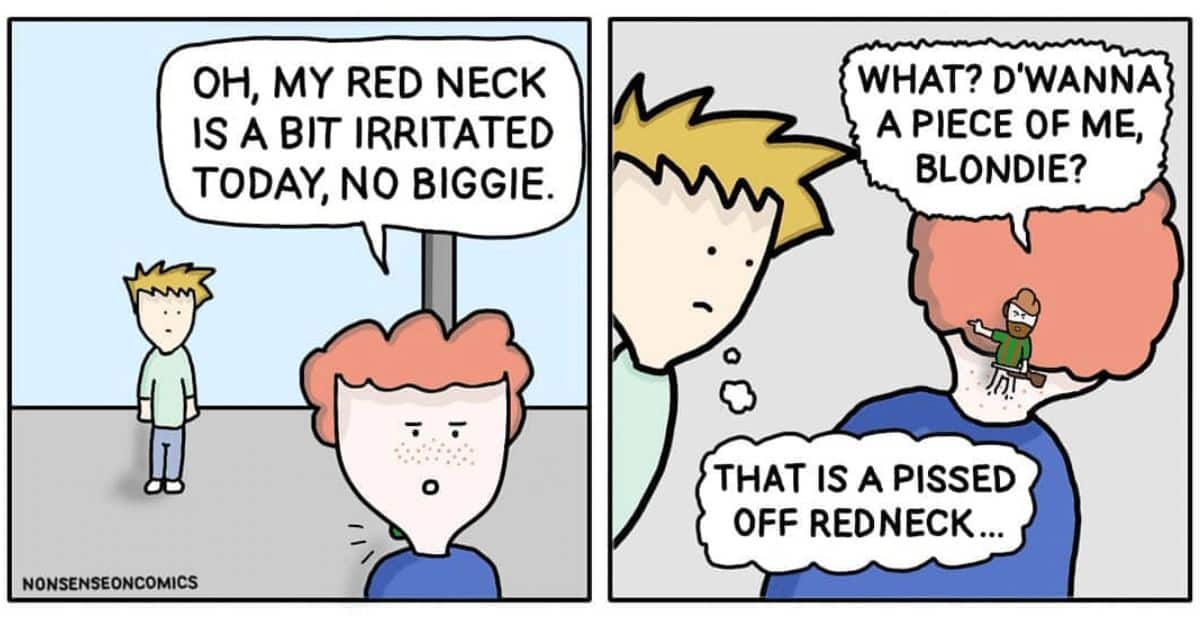 OH, MY RED NECK
IS A BIT IRRITATED
TODAY, NO BIGGIE.
NONSENSEONCOMICS
WHAT? D'WANNA
A PIECE OF ME,
BLONDIE?
THAT IS A PISSED
OFF REDNECK...